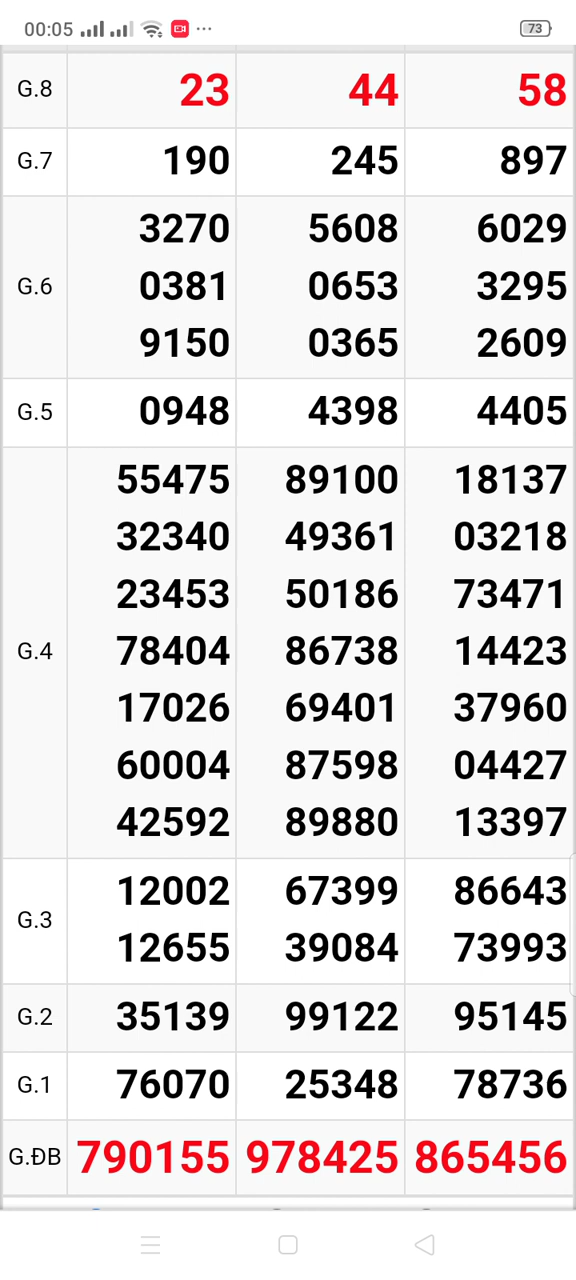 00:05 73
G.8 23 44 58
G.7 190 245 897
3270 5608 6029
G.6 0381 0653 3295
9150 0365 2609
G.5 0948 4398 4405
55475 89100 18137
32340 49361 03218
23453 50186 73471
G.4 78404 86738 14423
17026 69401 37960
60004 87598 04427
42592 89880 13397
12002 67399 86643
G.3
12655 39084 73993
G.2 35139 99122 95145
G.1 76070 25348 78736
G.ĐB 790155 978425 865456